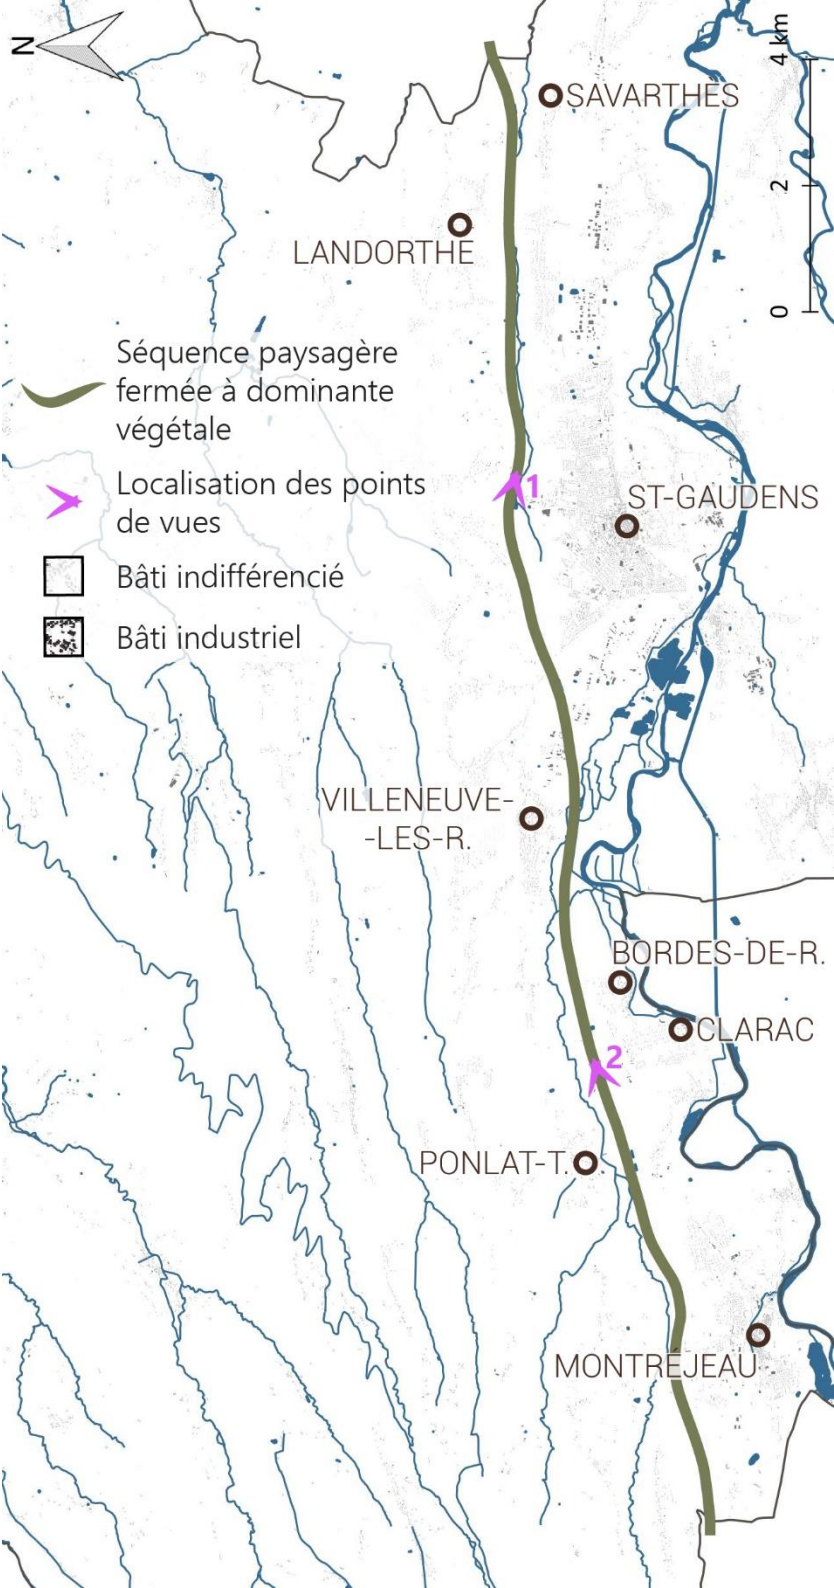 N
4 km
2
0
SAVARTHES
LANDORTHE
Séquence paysagère
fermée à dominante
végétale
Localisation des points
de vues
Bâti indifférencié
Bâti industriel
1
ST-GAUDENS
VILLENEUVE-
-LES-R.
BORDES-DE-R.
CLARAC
2
PONLAT-T.
MONTRÉJEAU